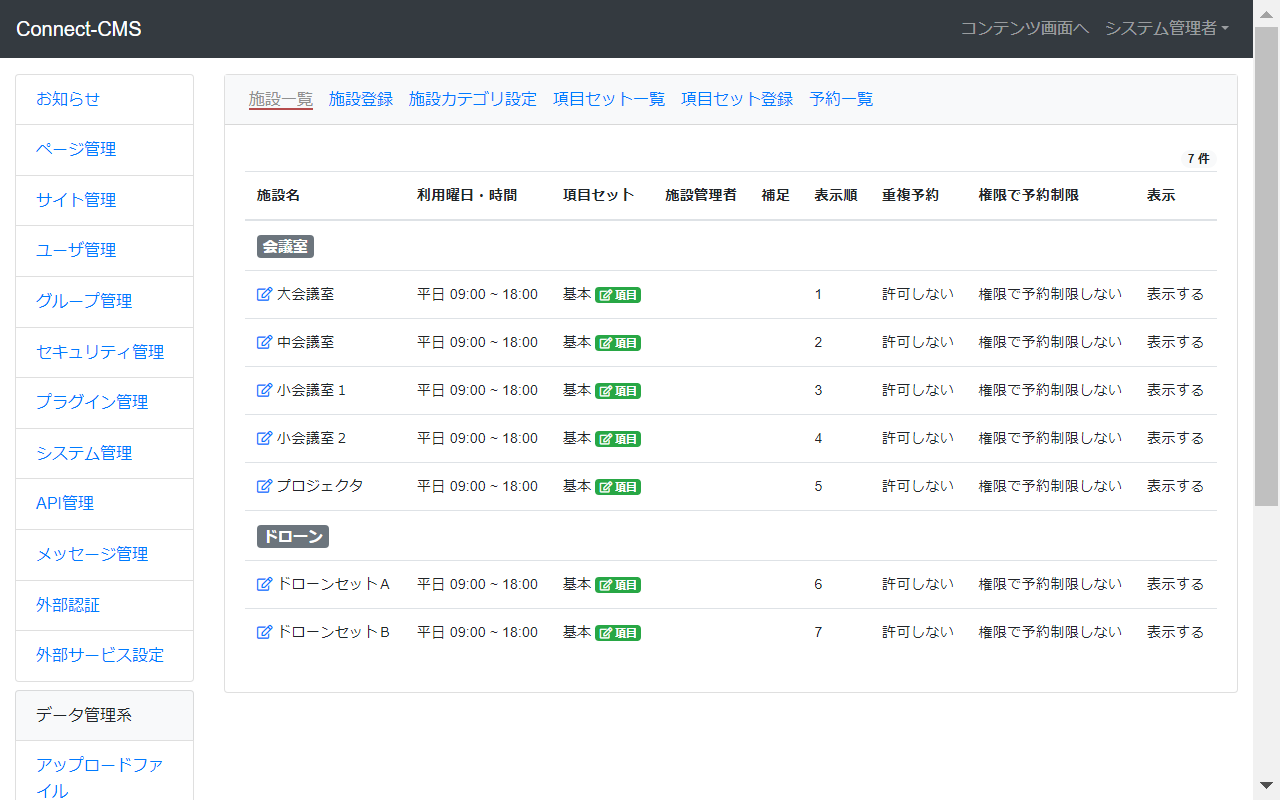 Connect-CMS コンテンツ画面へ システム管理者
お知らせ
ページ管理
サイト管理
ユーザ管理
グループ管理
セキュリティ管理
プラグイン管理
システム管理
API管理
メッセージ管理
外部認証
外部サービス設定
データ管理系
アップロードファ
イル
施設一覧 施設登録 施設カテゴリ設定 項目セット一覧 項目セット登録 予約一覧
7 件
施設名 利用曜日・時間 項目セット 施設管理者 補足 表示順 重複予約 権限で予約制限 表示
会議室
大会議室 平日 09:00 ~ 18:00 基本 項目 1 許可しない 権限で予約制限しない 表示する
中会議室 平日 09:00 ~ 18:00 基本 項目 2 許可しない 権限で予約制限しない 表示する
小会議室１ 平日 09:00 ~ 18:00 基本 項目 3 許可しない 権限で予約制限しない 表示する
小会議室２ 平日 09:00 ~ 18:00 基本 項目 4 許可しない 権限で予約制限しない 表示する
プロジェクタ 平日 09:00 ~ 18:00 基本 項目 5 許可しない 権限で予約制限しない 表示する
ドローン
ドローンセットＡ 平日 09:00 ~ 18:00 基本 項目 6 許可しない 権限で予約制限しない 表示する
ドローンセットＢ 平日 09:00 ~ 18:00 基本 項目 7 許可しない 権限で予約制限しない 表示する